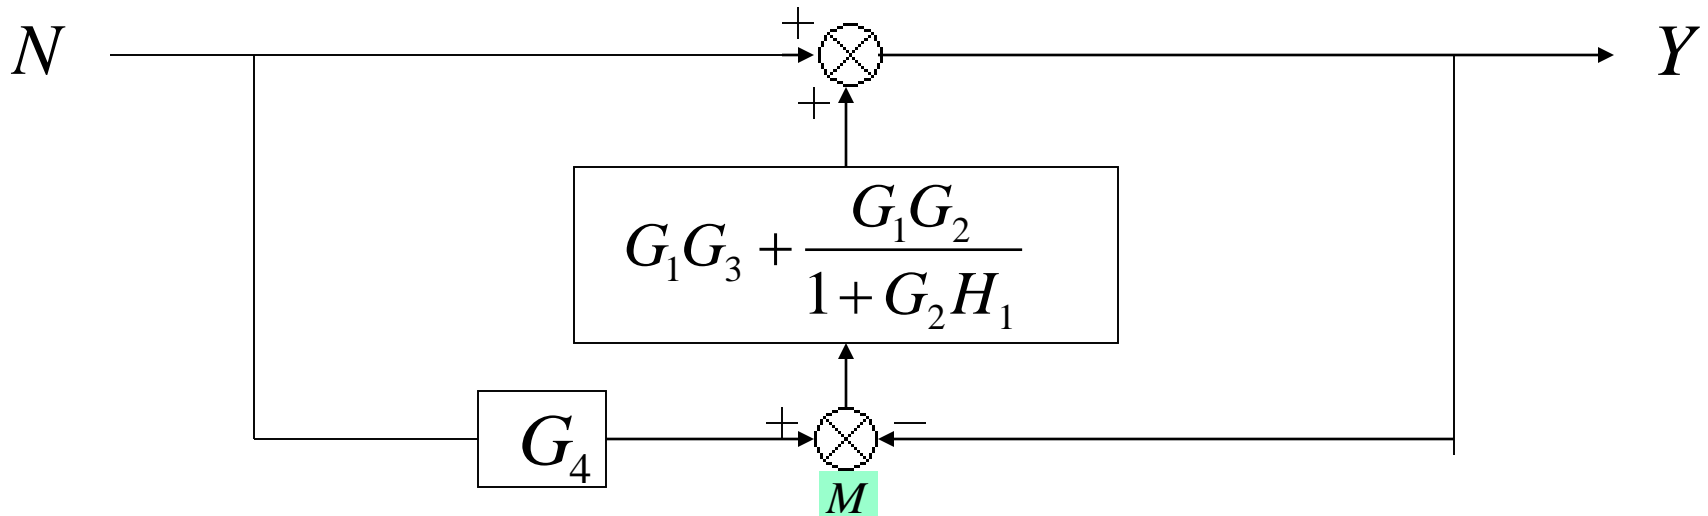 N + Y
+
G₁G₃ + G₁G₂ / (1 + G₂H₁)
G₄ + −
M